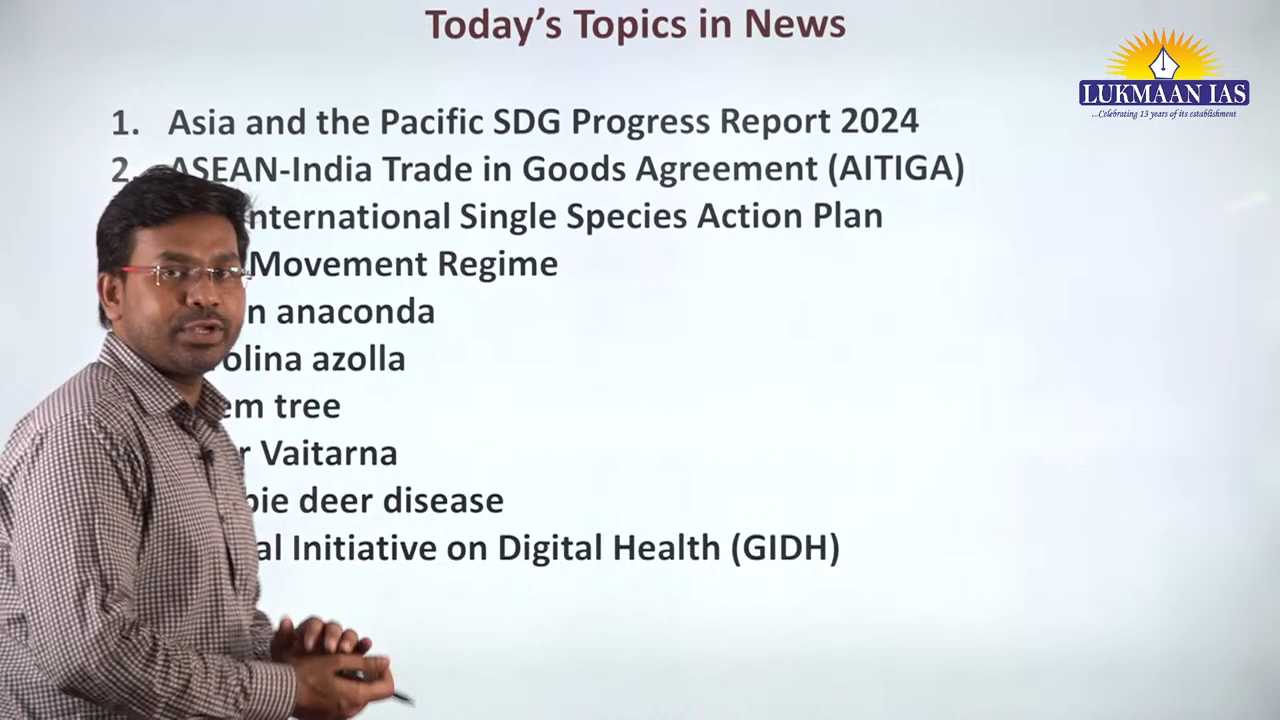 Today’s Topics in News
LUKMAAN IAS
...Celebrating 13 years of its establishment
1. Asia and the Pacific SDG Progress Report 2024
2. ASEAN-India Trade in Goods Agreement (AITIGA)
nternational Single Species Action Plan
Movement Regime
n anaconda
olina azolla
em tree
r Vaitarna
bie deer disease
al Initiative on Digital Health (GIDH)